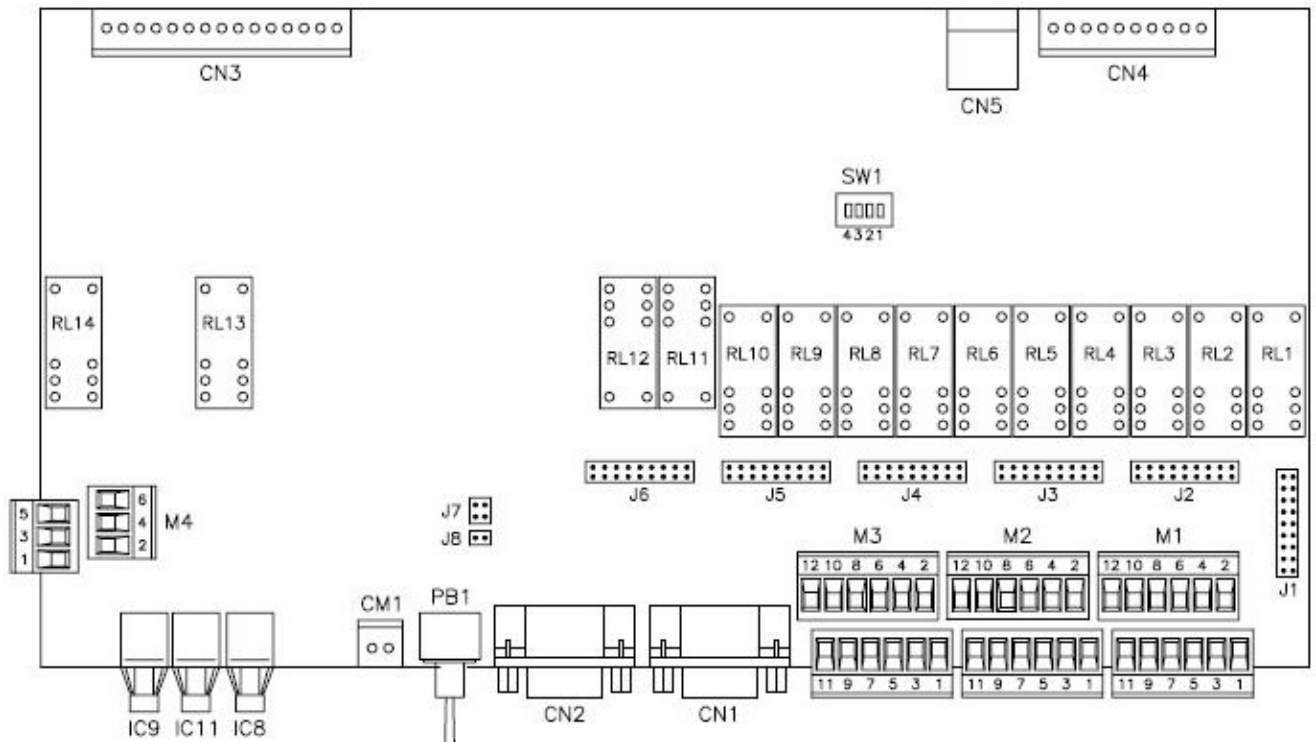 CN3
CN5
CN4
SW1
4321
RL14
RL13
RL12
RL11
RL10
RL9
RL8
RL7
RL6
RL5
RL4
RL3
RL2
RL1
J6
J5
J4
J3
J2
J1
5
3
1
6
4
2
M4
J7
J8
M3
M2
M1
12 10 8 6 4 2
12 10 8 6 4 2
12 10 8 6 4 2
CM1
PB1
11 9 7 5 3 1
11 9 7 5 3 1
11 9 7 5 3 1
IC9
IC11
IC8
CN2
CN1